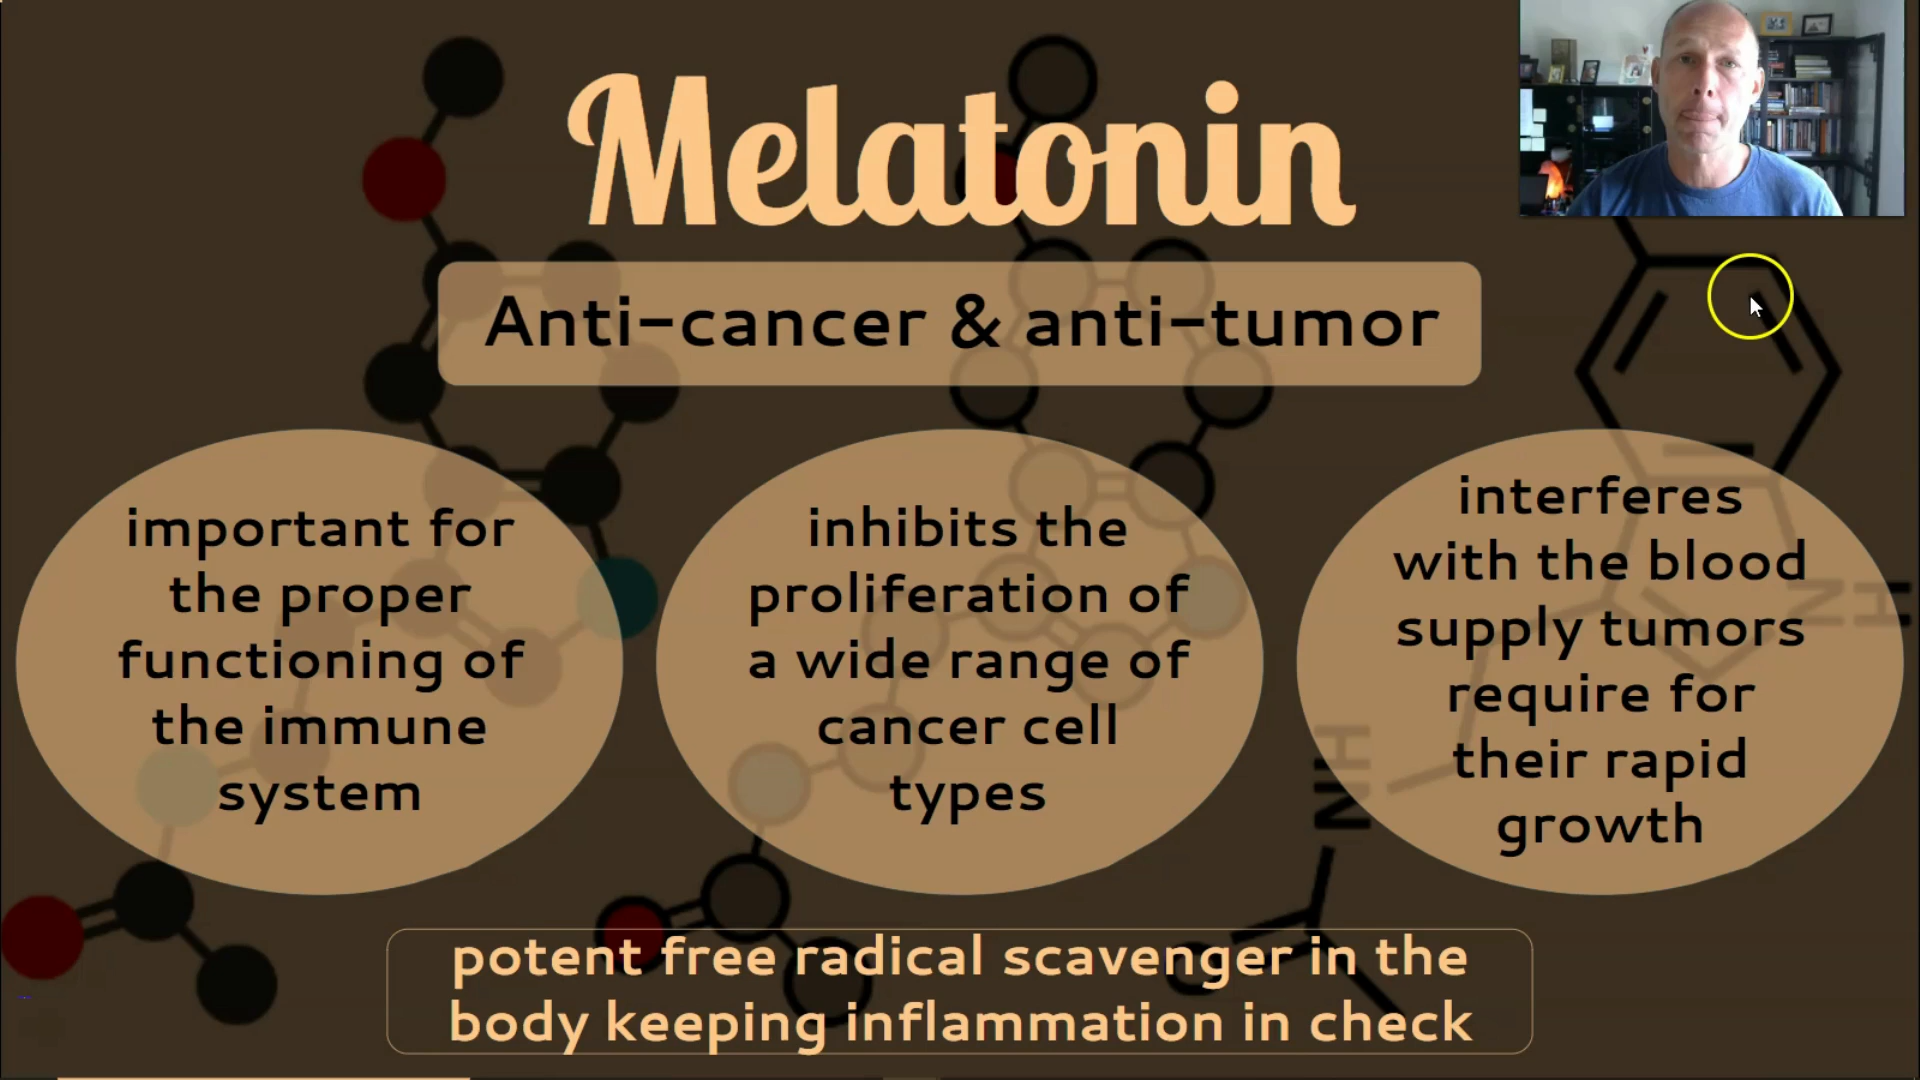 Melatonin
Anti-cancer & anti-tumor
important for
the proper
functioning of
the immune
system
inhibits the
proliferation of
a wide range of
cancer cell
types
interferes
with the blood
supply tumors
require for
their rapid
growth
potent free radical scavenger in the
body keeping inflammation in check
N
H
NH
O